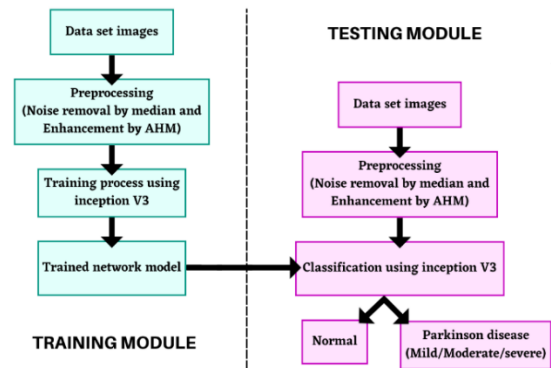 Data set images
Preprocessing
(Noise removal by median and
Enhancement by AHM)
Training process using
inception V3
Trained network model
TRAINING MODULE
TESTING MODULE
Data set images
Preprocessing
(Noise removal by median and
Enhancement by AHM)
Classification using inception V3
Normal
Parkinson disease
(Mild/Moderate/severe)